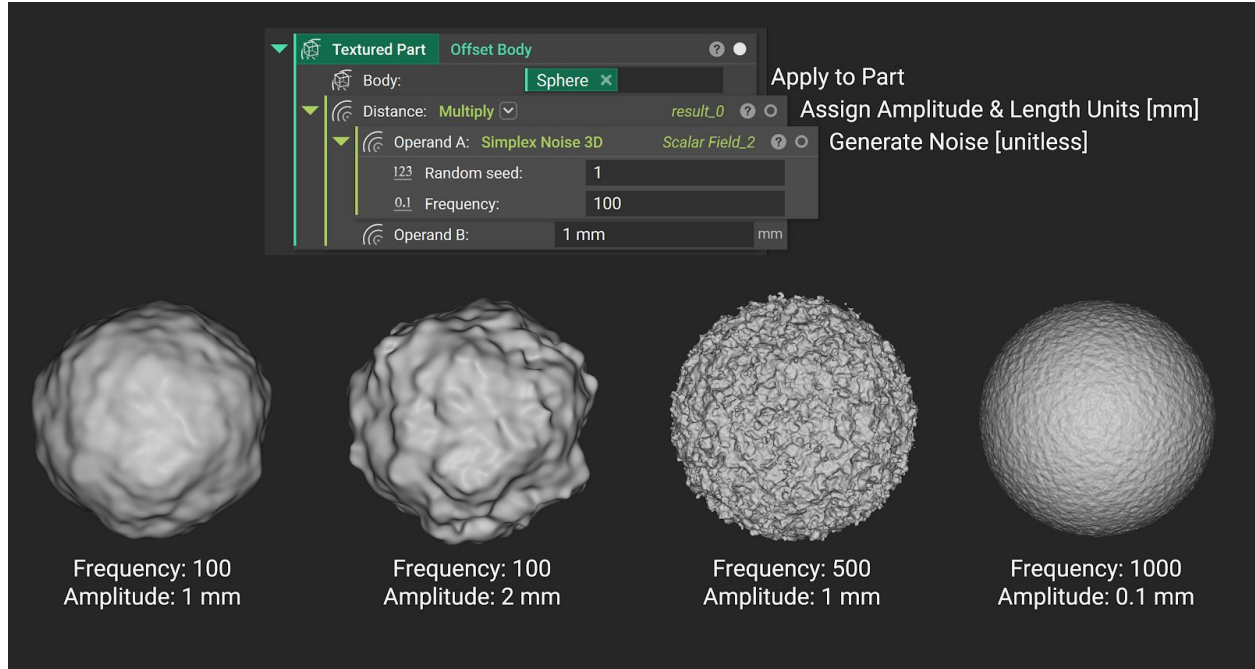 Textured Part Offset Body ?
Body: Sphere × Apply to Part
Distance: Multiply result_0 ? Assign Amplitude & Length Units [mm]
Operand A: Simplex Noise 3D Scalar Field_2 ? Generate Noise [unitless]
123 Random seed: 1
0.1 Frequency: 100
Operand B: 1 mm mm
Frequency: 100
Amplitude: 1 mm
Frequency: 100
Amplitude: 2 mm
Frequency: 500
Amplitude: 1 mm
Frequency: 1000
Amplitude: 0.1 mm